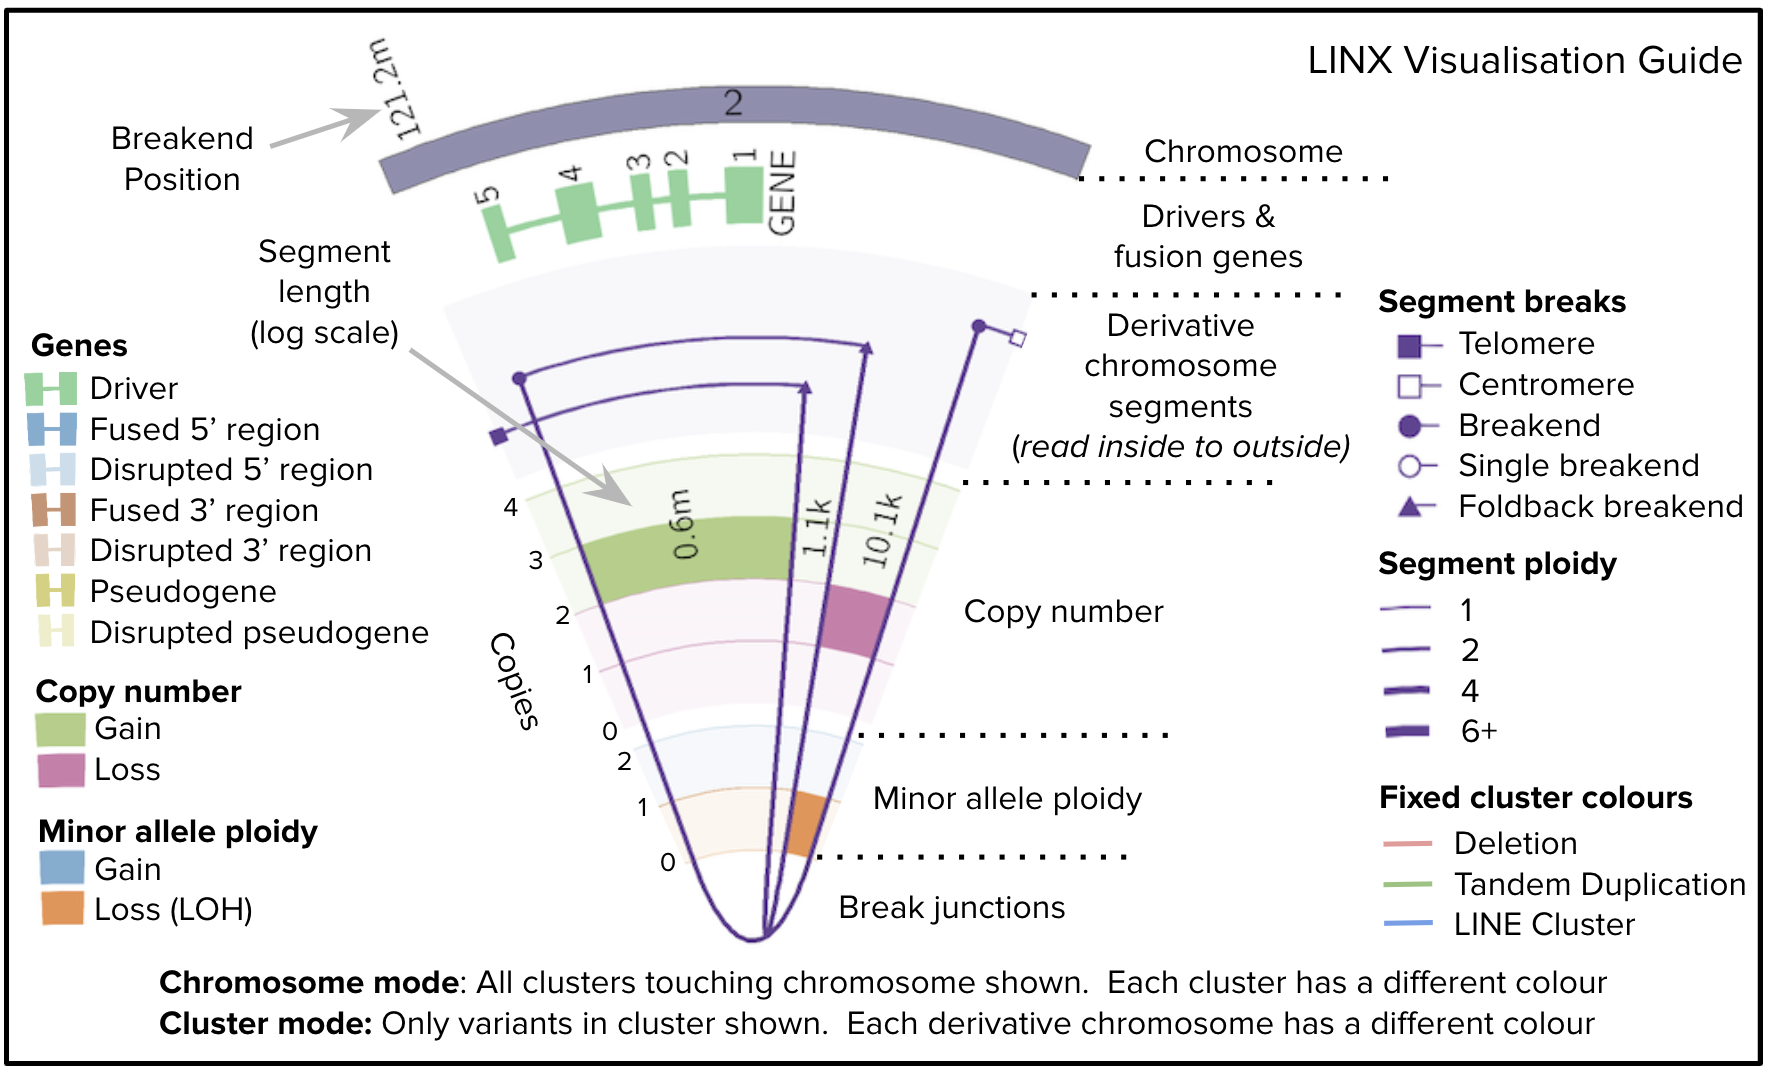 LINX Visualisation Guide
121.2m
2
Breakend
Position
Chromosome
5
4
3
2
1
GENE
Drivers &
fusion genes
Segment
length
(log scale)
Derivative
chromosome
segments
(read inside to outside)
Genes
Driver
Fused 5’ region
Disrupted 5’ region
Fused 3’ region
Disrupted 3’ region
Pseudogene
Disrupted pseudogene
Copy number
Gain
Loss
Minor allele ploidy
Gain
Loss (LOH)
4
3
2
1
0
2
1
0
Copies
0.6m
1.1k
10.1k
Copy number
Minor allele ploidy
Break junctions
Segment breaks
Telomere
Centromere
Breakend
Single breakend
Foldback breakend
Segment ploidy
1
2
4
6+
Fixed cluster colours
Deletion
Tandem Duplication
LINE Cluster
Chromosome mode: All clusters touching chromosome shown. Each cluster has a different colour
Cluster mode: Only variants in cluster shown. Each derivative chromosome has a different colour